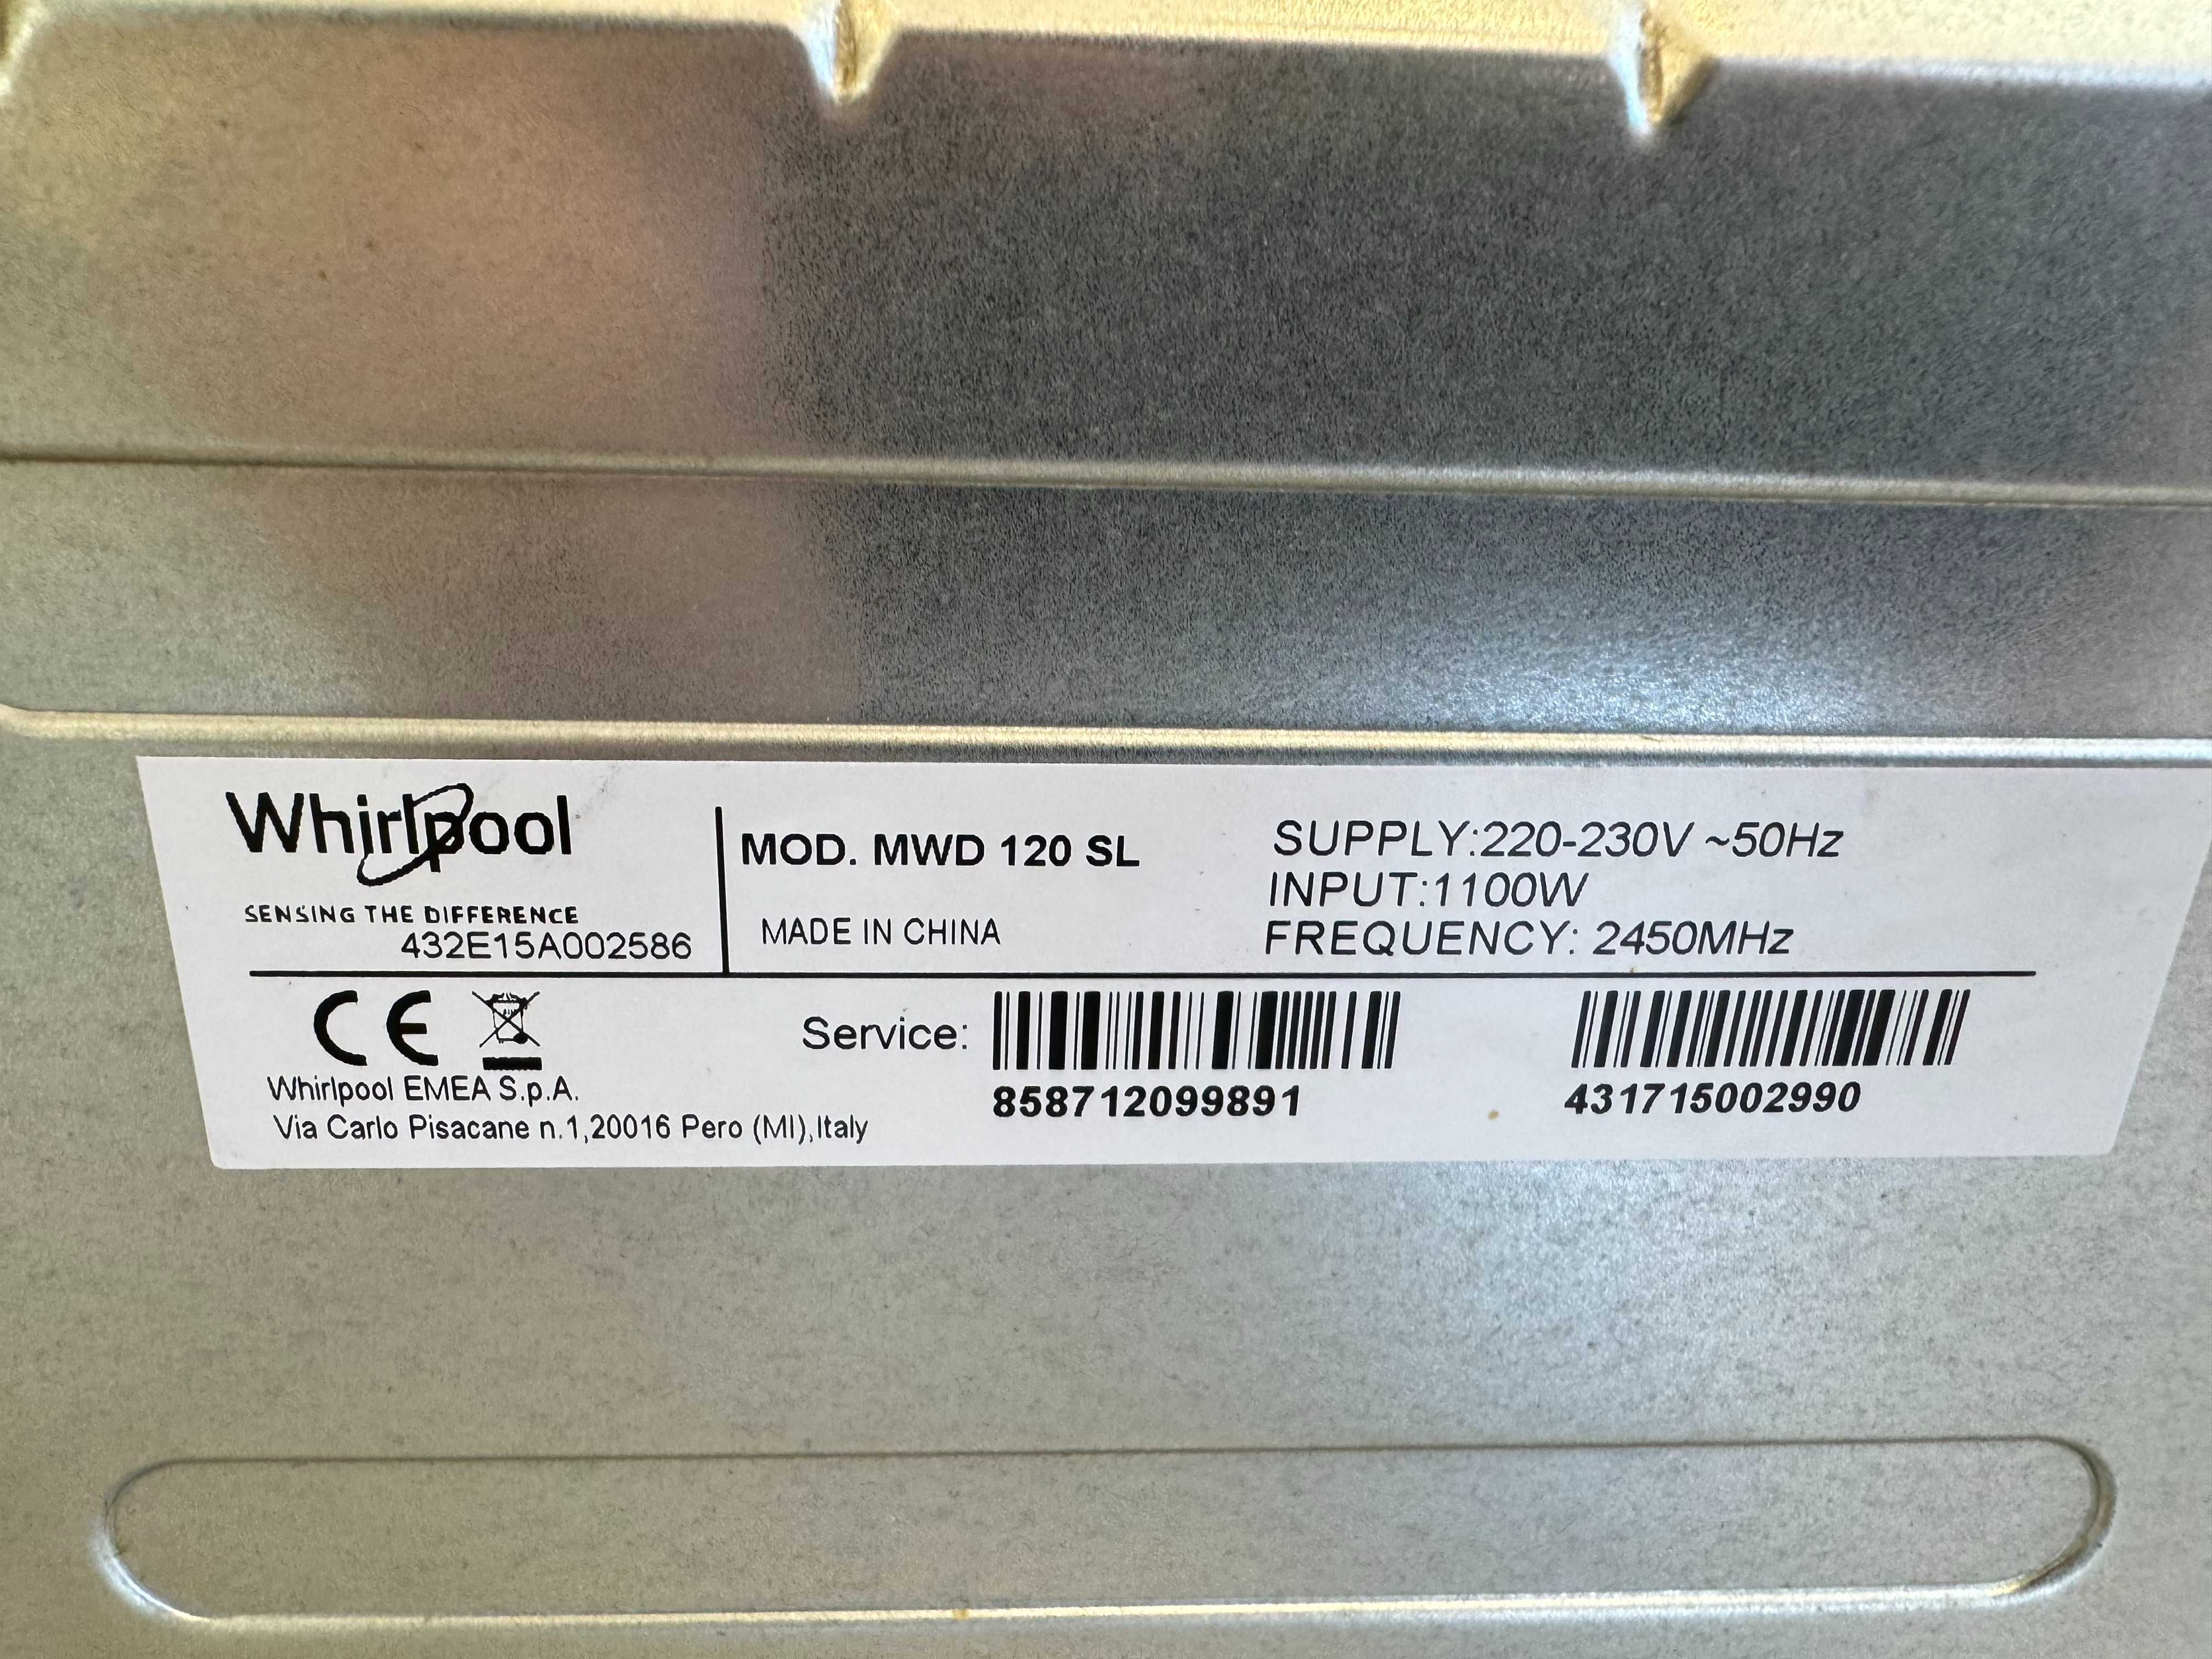 Whirlpool
SENSING THE DIFFERENCE
432E15A002586
MOD. MWD 120 SL
MADE IN CHINA
SUPPLY:220-230V ~50Hz
INPUT:1100W
FREQUENCY: 2450MHz
CE
Whirlpool EMEA S.p.A.
Via Carlo Pisacane n.1,20016 Pero (MI),Italy
Service:
858712099891
431715002990